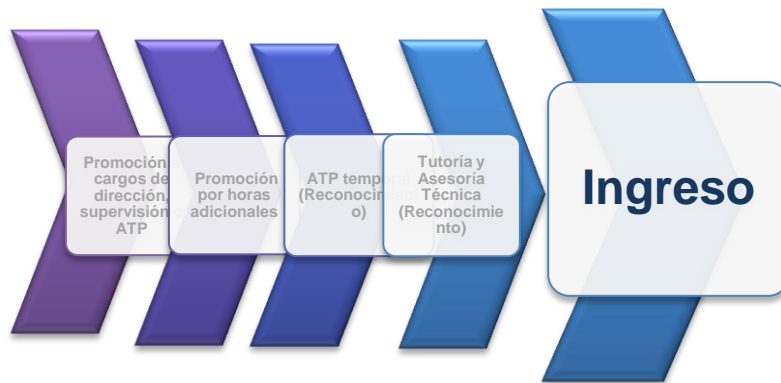 Promoción
cargos de
dirección,
supervisión o
ATP
Promoción
por horas
adicionales
ATP temporal
(Reconocimient
o)
Tutoría y
Asesoría
Técnica
(Reconocimie
nto)
Ingreso